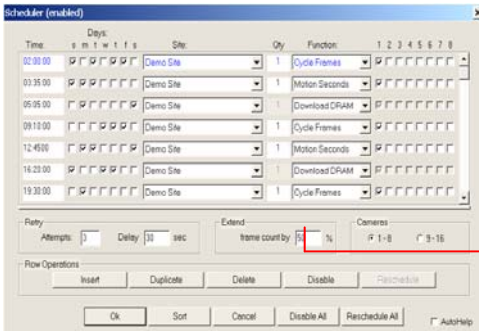 Scheduler (enabled)
Days:
Time: s m t w t f s Site: Qty Function: 1 2 3 4 5 6 7 8
02:00:00 Demo Site 1 Cycle Frames
03:35:00 Demo Site 1 Motion Seconds
05:05:00 Demo Site 1 Download DRAM
09:10:00 Demo Site 1 Cycle Frames
12:45:00 Demo Site 1 Motion Seconds
16:20:00 Demo Site 1 Download DRAM
19:30:00 Demo Site 1 Cycle Frames
Retry Extend Cameras
Attempts: 3 Delay 30 sec frame count by 50 % 1-8 9-16
Row Operations
Insert Duplicate Delete Disable Reschedule
Ok Sort Cancel Disable All Reschedule All AutoHelp